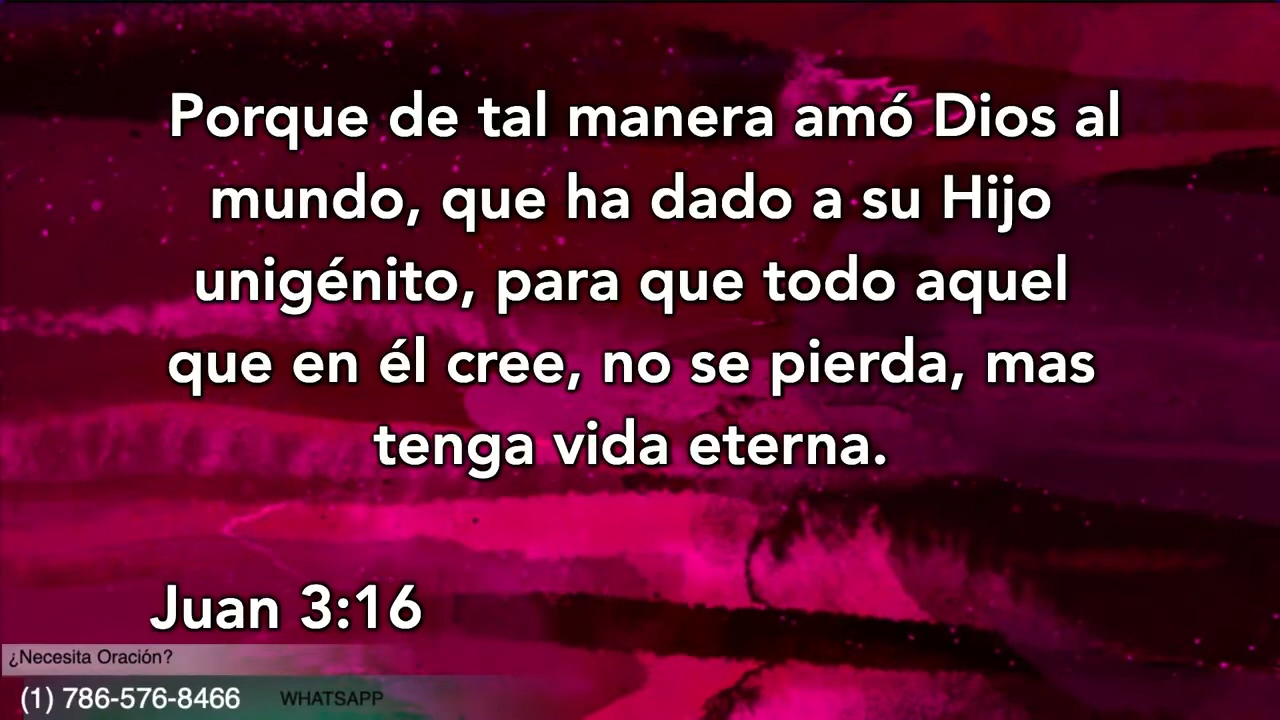 Porque de tal manera amó Dios al
mundo, que ha dado a su Hijo
unigénito, para que todo aquel
que en él cree, no se pierda, mas
tenga vida eterna.
Juan 3:16
¿Necesita Oración?
(1) 786-576-8466 WHATSAPP